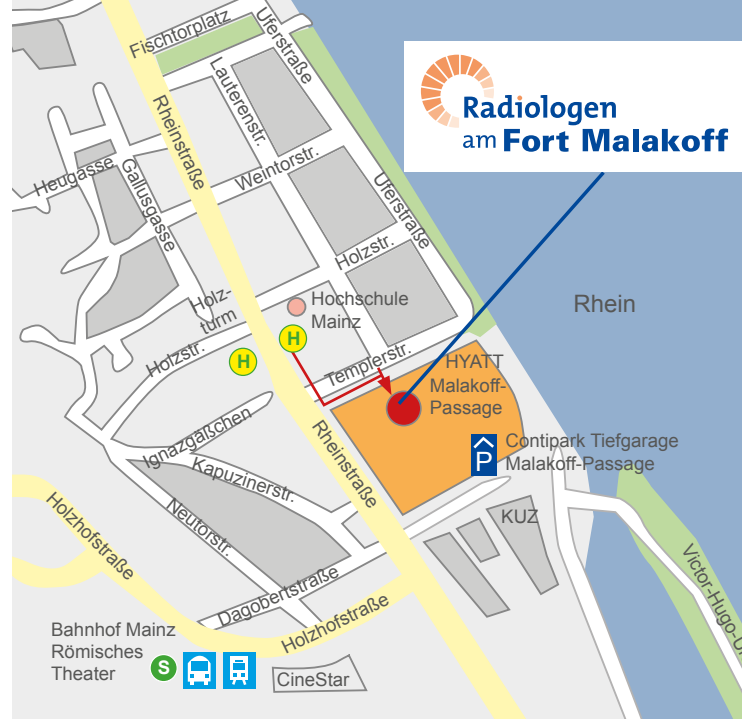 Fischtorplatz
Uferstraße
Radiologen
am Fort Malakoff
Lauterenstr.
Rheinstraße
Heugasse
Gallusgasse
Weintorstr.
Uferstraße
Holzstr.
Holz-
turm
Hochschule
Mainz
Rhein
H
H
Holzstr.
Templerstr.
HYATT
Malakoff-
Passage
Ignazgäßchen
Rheinstraße
P
Contipark Tiefgarage
Malakoff-Passage
Kapuzinerstr.
Neutorstr.
Holzhofstraße
KUZ
Victor-Hugo-U
Dagobertstraße
Holzhofstraße
Bahnhof Mainz
Römisches
Theater
S
CineStar